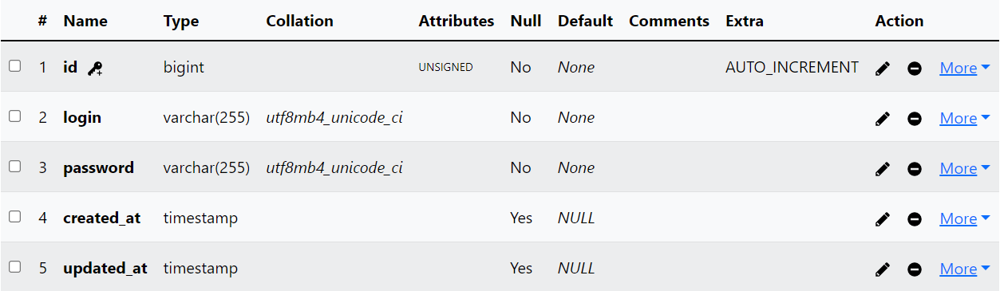 # Name Type Collation Attributes Null Default Comments Extra Action
1 id bigint UNSIGNED No None AUTO_INCREMENT More
2 login varchar(255) utf8mb4_unicode_ci No None More
3 password varchar(255) utf8mb4_unicode_ci No None More
4 created_at timestamp Yes NULL More
5 updated_at timestamp Yes NULL More